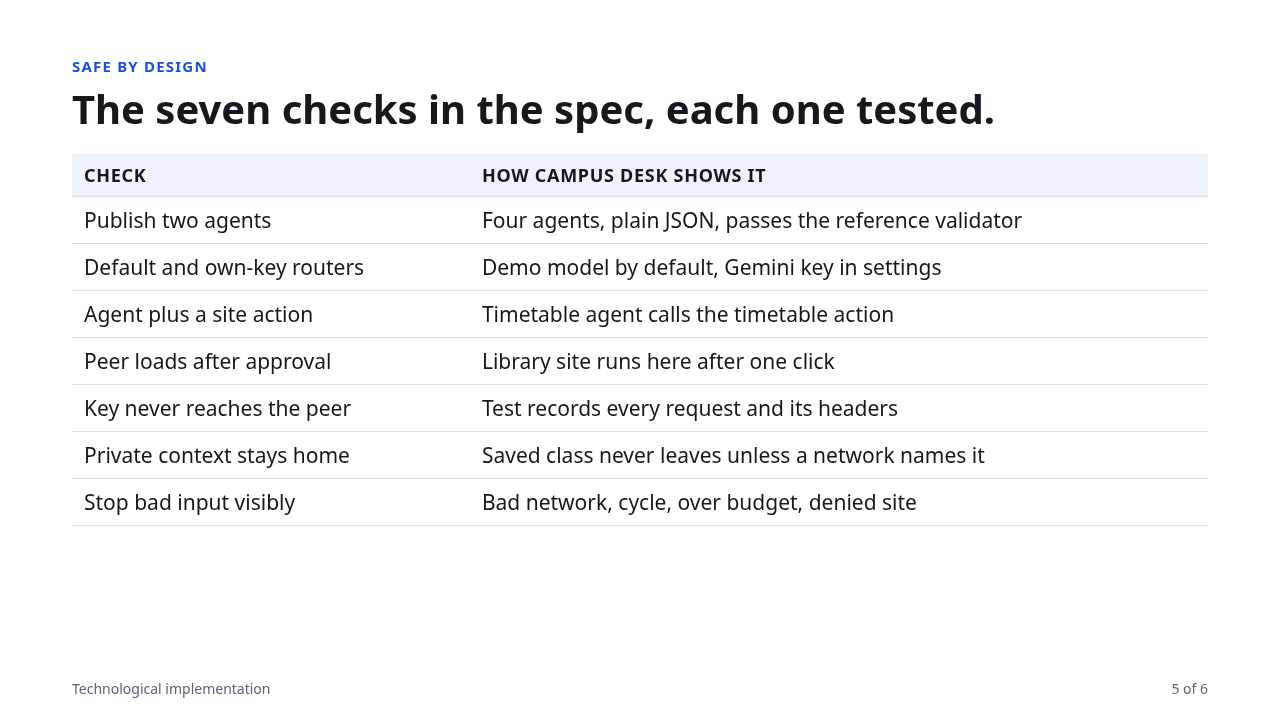 SAFE BY DESIGN
The seven checks in the spec, each one tested.
CHECK HOW CAMPUS DESK SHOWS IT
Publish two agents Four agents, plain JSON, passes the reference validator
Default and own-key routers Demo model by default, Gemini key in settings
Agent plus a site action Timetable agent calls the timetable action
Peer loads after approval Library site runs here after one click
Key never reaches the peer Test records every request and its headers
Private context stays home Saved class never leaves unless a network names it
Stop bad input visibly Bad network, cycle, over budget, denied site
Technological implementation 5 of 6